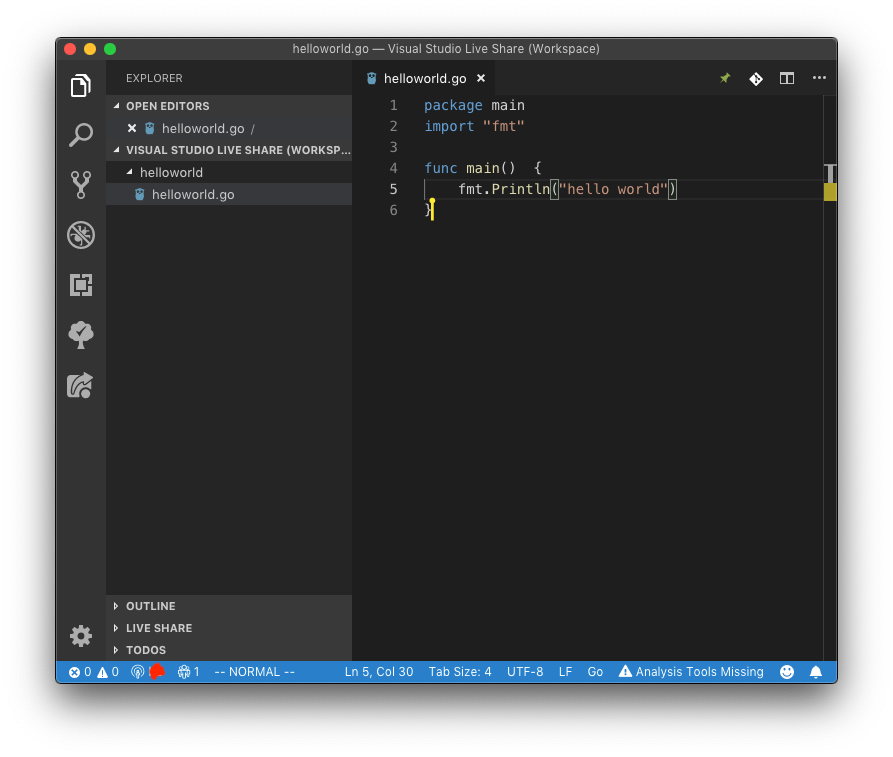 helloworld.go — Visual Studio Live Share (Workspace)
EXPLORER
OPEN EDITORS
helloworld.go /
VISUAL STUDIO LIVE SHARE (WORKSP...
helloworld
helloworld.go
OUTLINE
LIVE SHARE
TODOS
helloworld.go
1 package main
2 import "fmt"
3
4 func main()  {
5     fmt.Println("hello world")
6 }
0 0 1 -- NORMAL -- Ln 5, Col 30 Tab Size: 4 UTF-8 LF Go Analysis Tools Missing